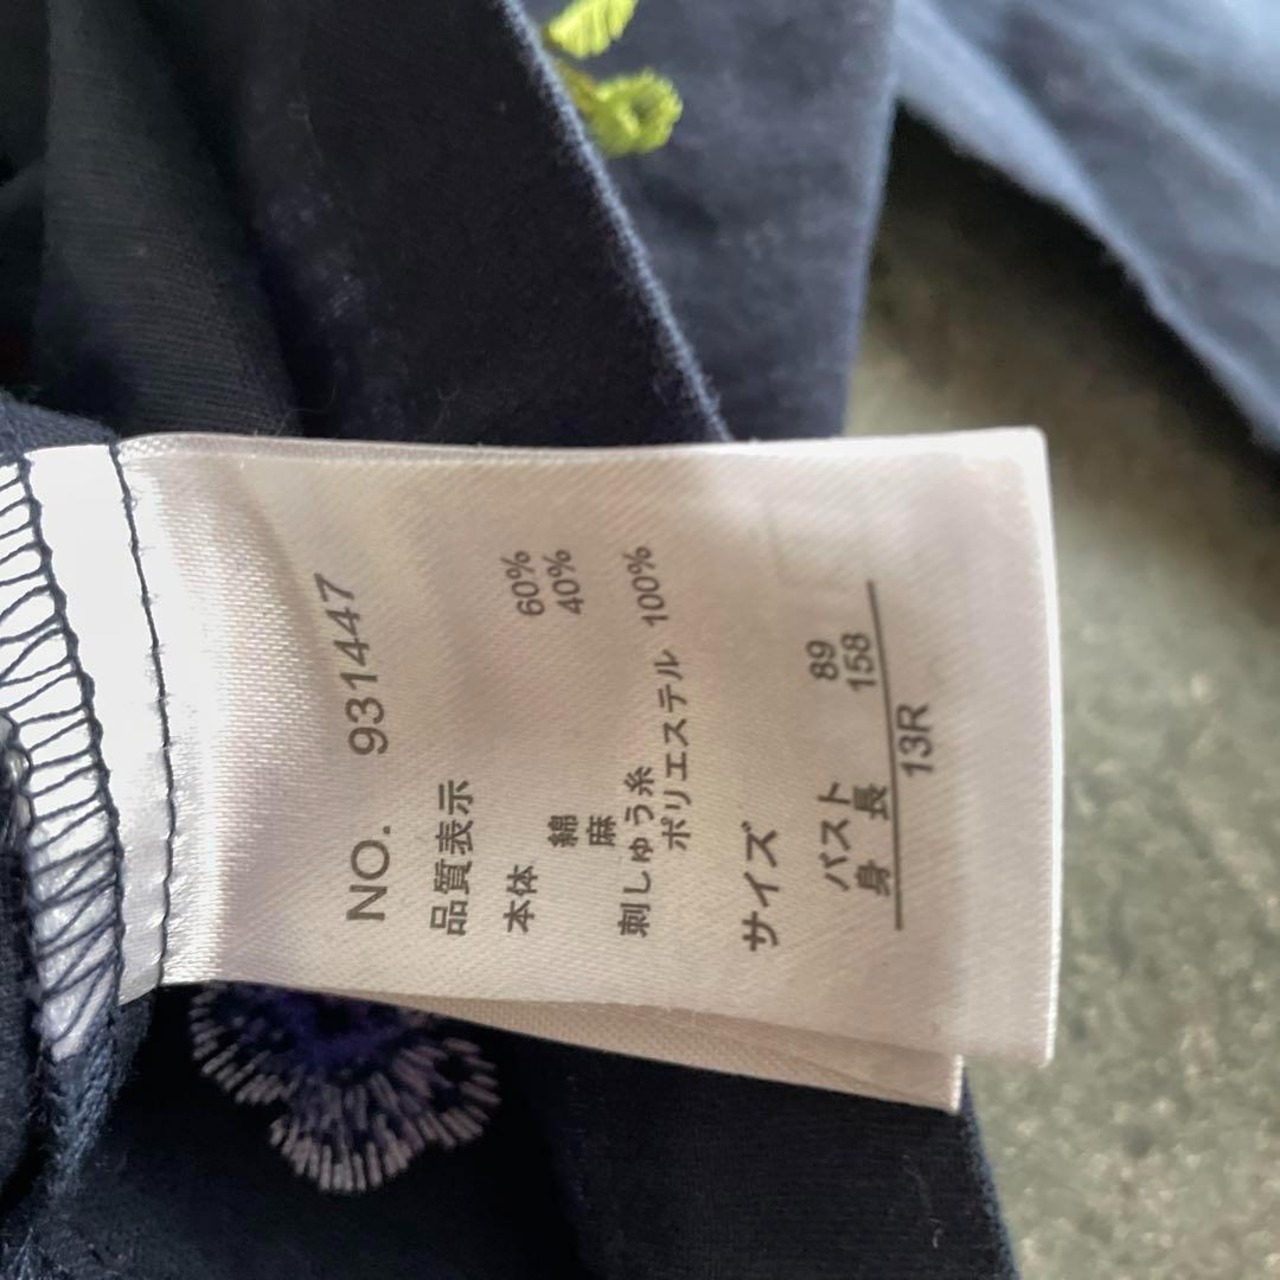 NO. 931447
品質表示
本体
綿 60%
麻 40%
刺しゅう糸
ポリエステル 100%
サイズ
バスト 89
身長 158
13R